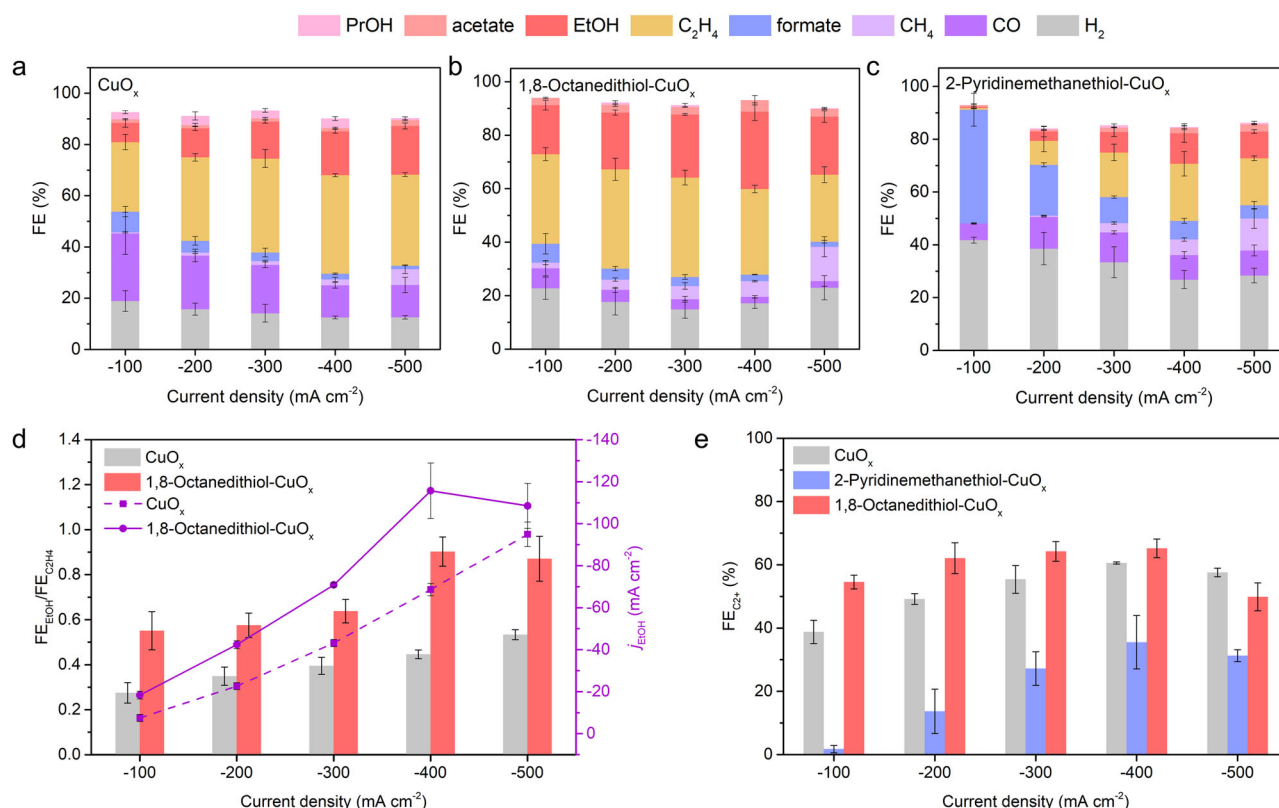 PrOH acetate EtOH C₂H₄ formate CH₄ CO H₂
a
CuOₓ
FE (%)
100
80
60
40
20
0
-100 -200 -300 -400 -500
Current density (mA cm⁻²)
b
1,8-Octanedithiol-CuOₓ
FE (%)
100
80
60
40
20
0
-100 -200 -300 -400 -500
Current density (mA cm⁻²)
c
2-Pyridinemethanethiol-CuOₓ
FE (%)
100
80
60
40
20
0
-100 -200 -300 -400 -500
Current density (mA cm⁻²)
d
CuOₓ
1,8-Octanedithiol-CuOₓ
CuOₓ
1,8-Octanedithiol-CuOₓ
FE_EtOH/FE_C2H4
1.4
1.2
1.0
0.8
0.6
0.4
0.2
0.0
-140
-120
-100
-80
-60
-40
-20
0
j_EtOH (mA cm⁻²)
-100 -200 -300 -400 -500
Current density (mA cm⁻²)
e
CuOₓ
2-Pyridinemethanethiol-CuOₓ
1,8-Octanedithiol-CuOₓ
FE_C2+ (%)
100
80
60
40
20
0
-100 -200 -300 -400 -500
Current density (mA cm⁻²)